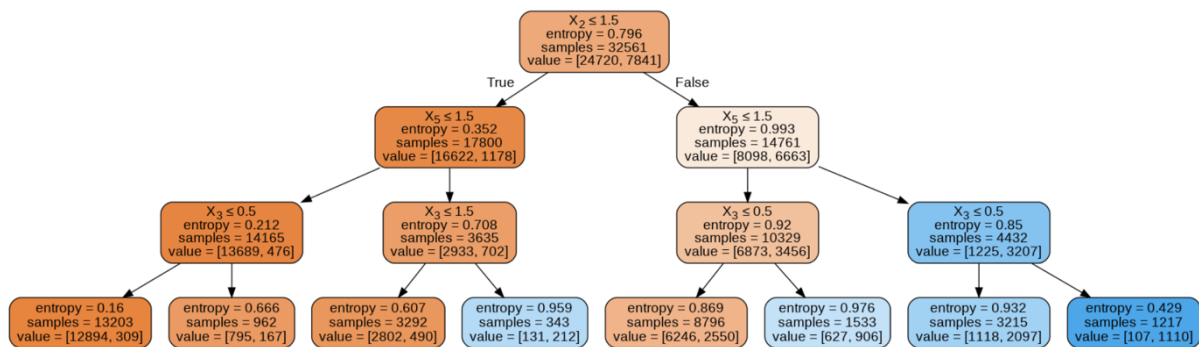 X₂ ≤ 1.5
entropy = 0.796
samples = 32561
value = [24720, 7841]
True
False
X₅ ≤ 1.5
entropy = 0.352
samples = 17800
value = [16622, 1178]
X₅ ≤ 1.5
entropy = 0.993
samples = 14761
value = [8098, 6663]
X₃ ≤ 0.5
entropy = 0.212
samples = 14165
value = [13689, 476]
X₃ ≤ 1.5
entropy = 0.708
samples = 3635
value = [2933, 702]
X₃ ≤ 0.5
entropy = 0.92
samples = 10329
value = [6873, 3456]
X₃ ≤ 0.5
entropy = 0.85
samples = 4432
value = [1225, 3207]
entropy = 0.16
samples = 13203
value = [12894, 309]
entropy = 0.666
samples = 962
value = [795, 167]
entropy = 0.607
samples = 3292
value = [2802, 490]
entropy = 0.959
samples = 343
value = [131, 212]
entropy = 0.869
samples = 8796
value = [6246, 2550]
entropy = 0.976
samples = 1533
value = [627, 906]
entropy = 0.932
samples = 3215
value = [1118, 2097]
entropy = 0.429
samples = 1217
value = [107, 1110]